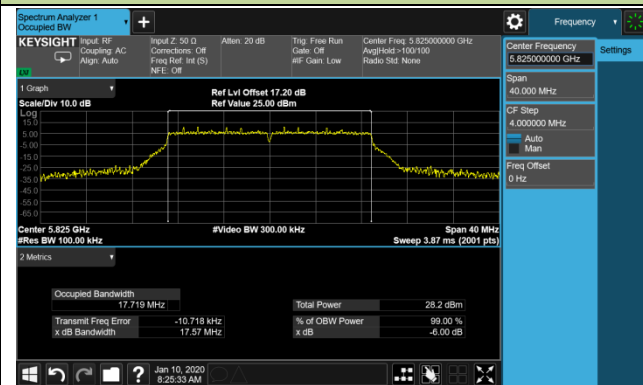 Spectrum Analyzer 1
Occupied BW
Frequency
KEYSIGHT
Input: RF
Coupling: AC
Align: Auto
Input Z: 50 Ω
Corrections: Off
Freq Ref: Int (S)
NFE: Off
Atten: 20 dB
Trig: Free Run
Gate: Off
#IF Gain: Low
Center Freq: 5.825000000 GHz
Avg|Hold:>100/100
Radio Std: None
LV
Center Frequency
5.825000000 GHz
Settings
Span
40.000 MHz
CF Step
4.000000 MHz
Auto
Man
Freq Offset
0 Hz
1 Graph
Scale/Div 10.0 dB
Ref Lvl Offset 17.20 dB
Ref Value 25.00 dBm
Log
15.0
5.00
-5.00
-15.0
-25.0
-35.0
-45.0
-55.0
-65.0
Center 5.825 GHz
#Video BW 300.00 kHz
Span 40 MHz
#Res BW 100.00 kHz
Sweep 3.87 ms (2001 pts)
2 Metrics
Occupied Bandwidth
17.719 MHz
Total Power 28.2 dBm
Transmit Freq Error -10.718 kHz
% of OBW Power 99.00 %
x dB Bandwidth 17.57 MHz
x dB -6.00 dB
?
Jan 10, 2020
8:25:33 AM